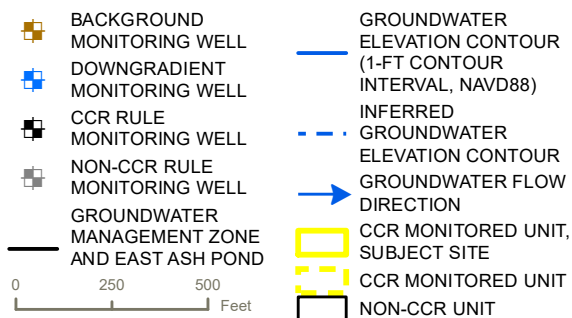 BACKGROUND
MONITORING WELL
DOWNGRADIENT
MONITORING WELL
CCR RULE
MONITORING WELL
NON-CCR RULE
MONITORING WELL
GROUNDWATER
MANAGEMENT ZONE
AND EAST ASH POND
0 250 500
Feet
GROUNDWATER
ELEVATION CONTOUR
(1-FT CONTOUR
INTERVAL, NAVD88)
INFERRED
GROUNDWATER
ELEVATION CONTOUR
GROUNDWATER FLOW
DIRECTION
CCR MONITORED UNIT,
SUBJECT SITE
CCR MONITORED UNIT
NON-CCR UNIT